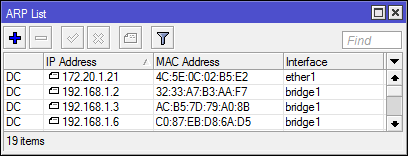 ARP List
Find
IP Address MAC Address Interface
DC 172.20.1.21 4C:5E:0C:02:B5:E2 ether1
DC 192.168.1.2 32:33:A7:B3:AA:F7 bridge1
DC 192.168.1.3 AC:B5:7D:79:A0:8B bridge1
DC 192.168.1.6 C0:87:EB:D8:6A:D5 bridge1
19 items